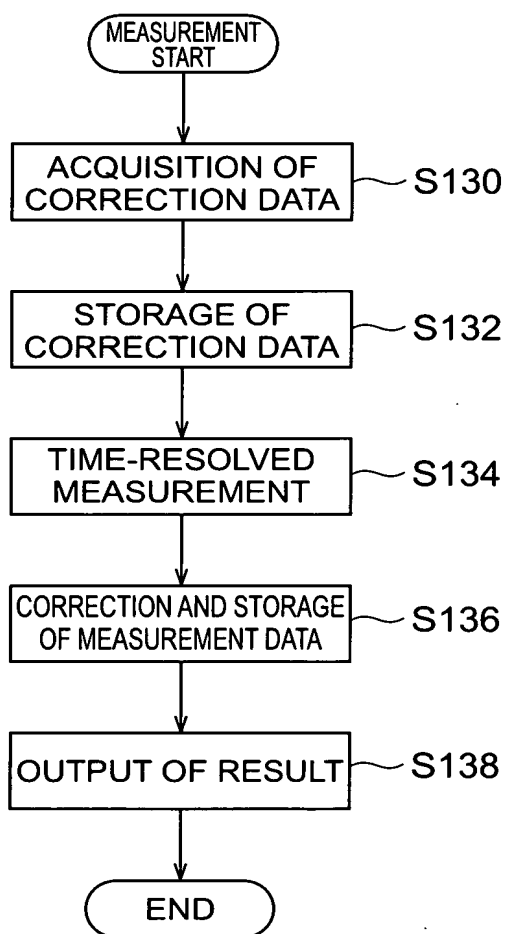 MEASUREMENT
START
ACQUISITION OF
CORRECTION DATA
S130
STORAGE OF
CORRECTION DATA
S132
TIME-RESOLVED
MEASUREMENT
S134
CORRECTION AND STORAGE
OF MEASUREMENT DATA
S136
OUTPUT OF RESULT
S138
END